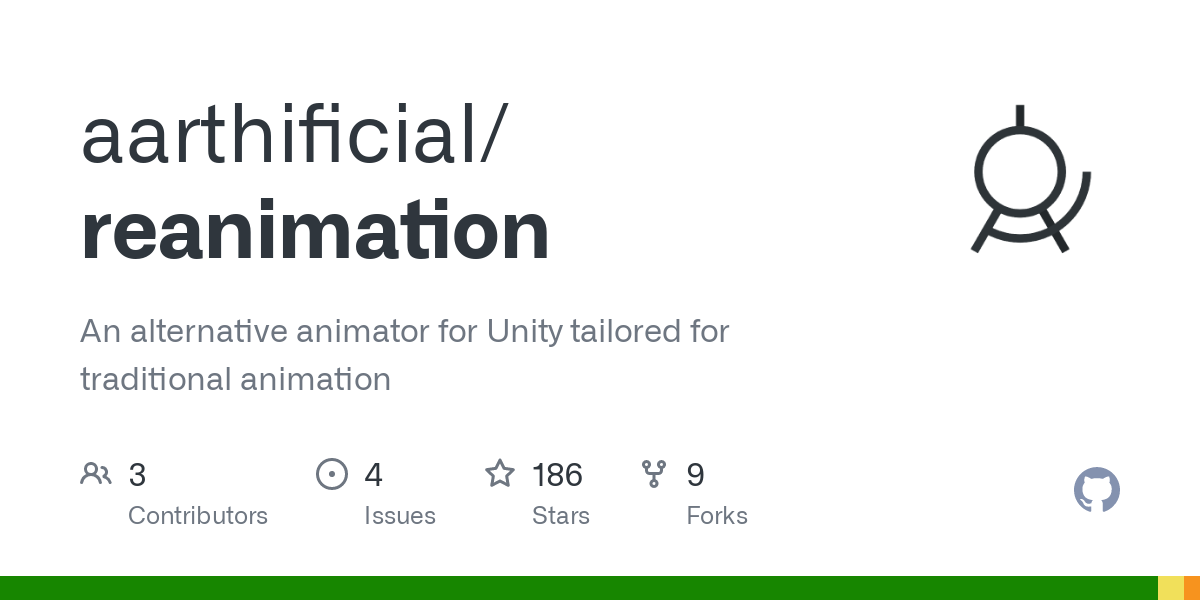 aarthificial/
reanimation
An alternative animator for Unity tailored for
traditional animation
3 4 186 9
Contributors Issues Stars Forks